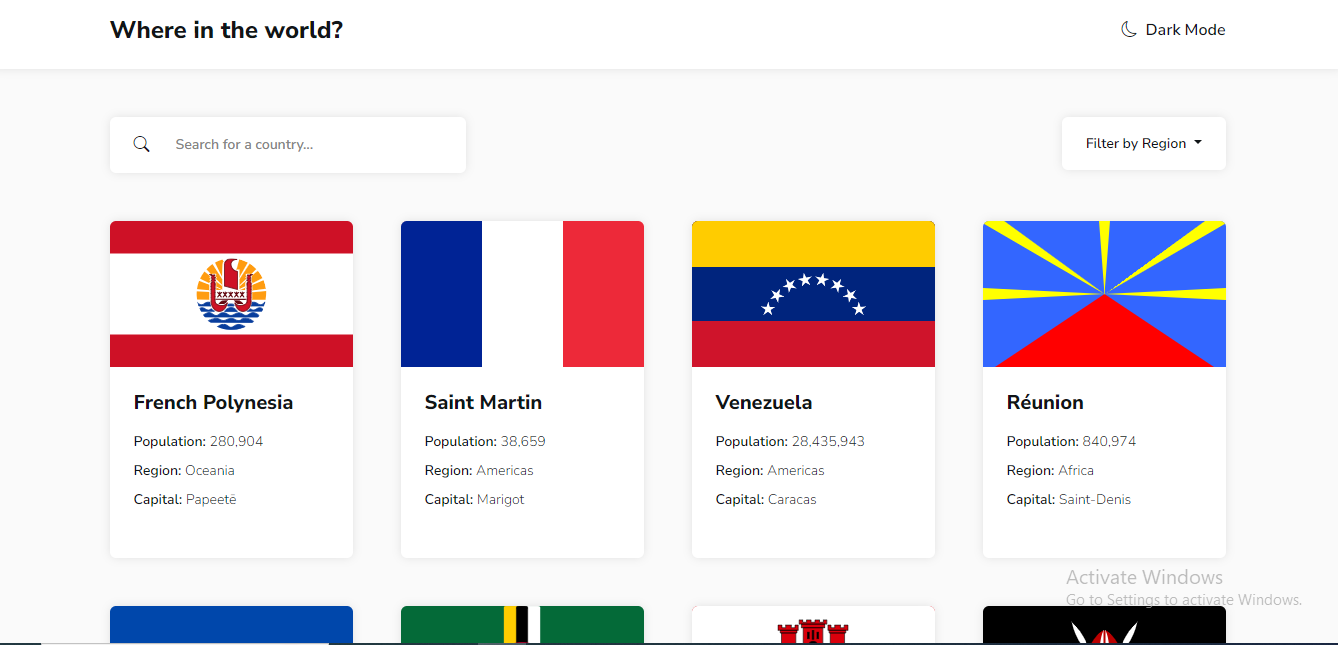 Where in the world?
Dark Mode
Search for a country...
Filter by Region
French Polynesia
Population: 280,904
Region: Oceania
Capital: Papeetē
Saint Martin
Population: 38,659
Region: Americas
Capital: Marigot
Venezuela
Population: 28,435,943
Region: Americas
Capital: Caracas
Réunion
Population: 840,974
Region: Africa
Capital: Saint-Denis
Activate Windows
Go to Settings to activate Windows.